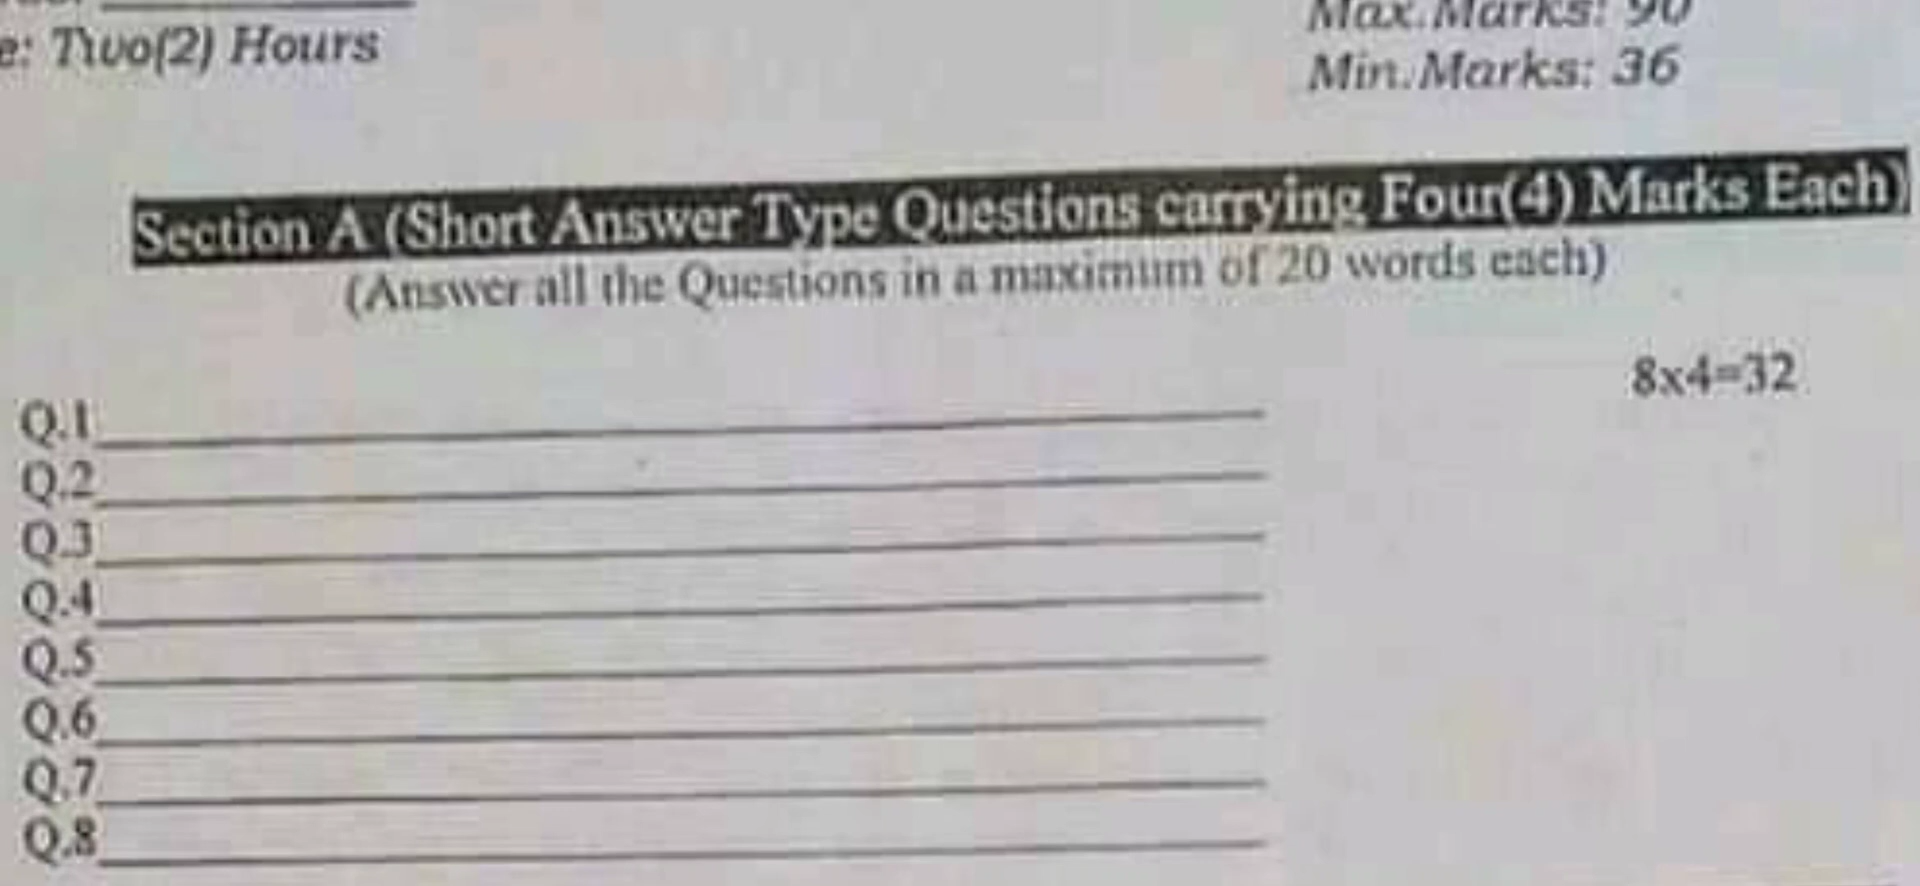 e: Two(2) Hours
Max.Marks: 90
Min.Marks: 36
Section A (Short Answer Type Questions carrying Four(4) Marks Each)
(Answer all the Questions in a maximum of 20 words each)
8x4=32
Q.1
Q.2
Q.3
Q.4
Q.5
Q.6
Q.7
Q.8